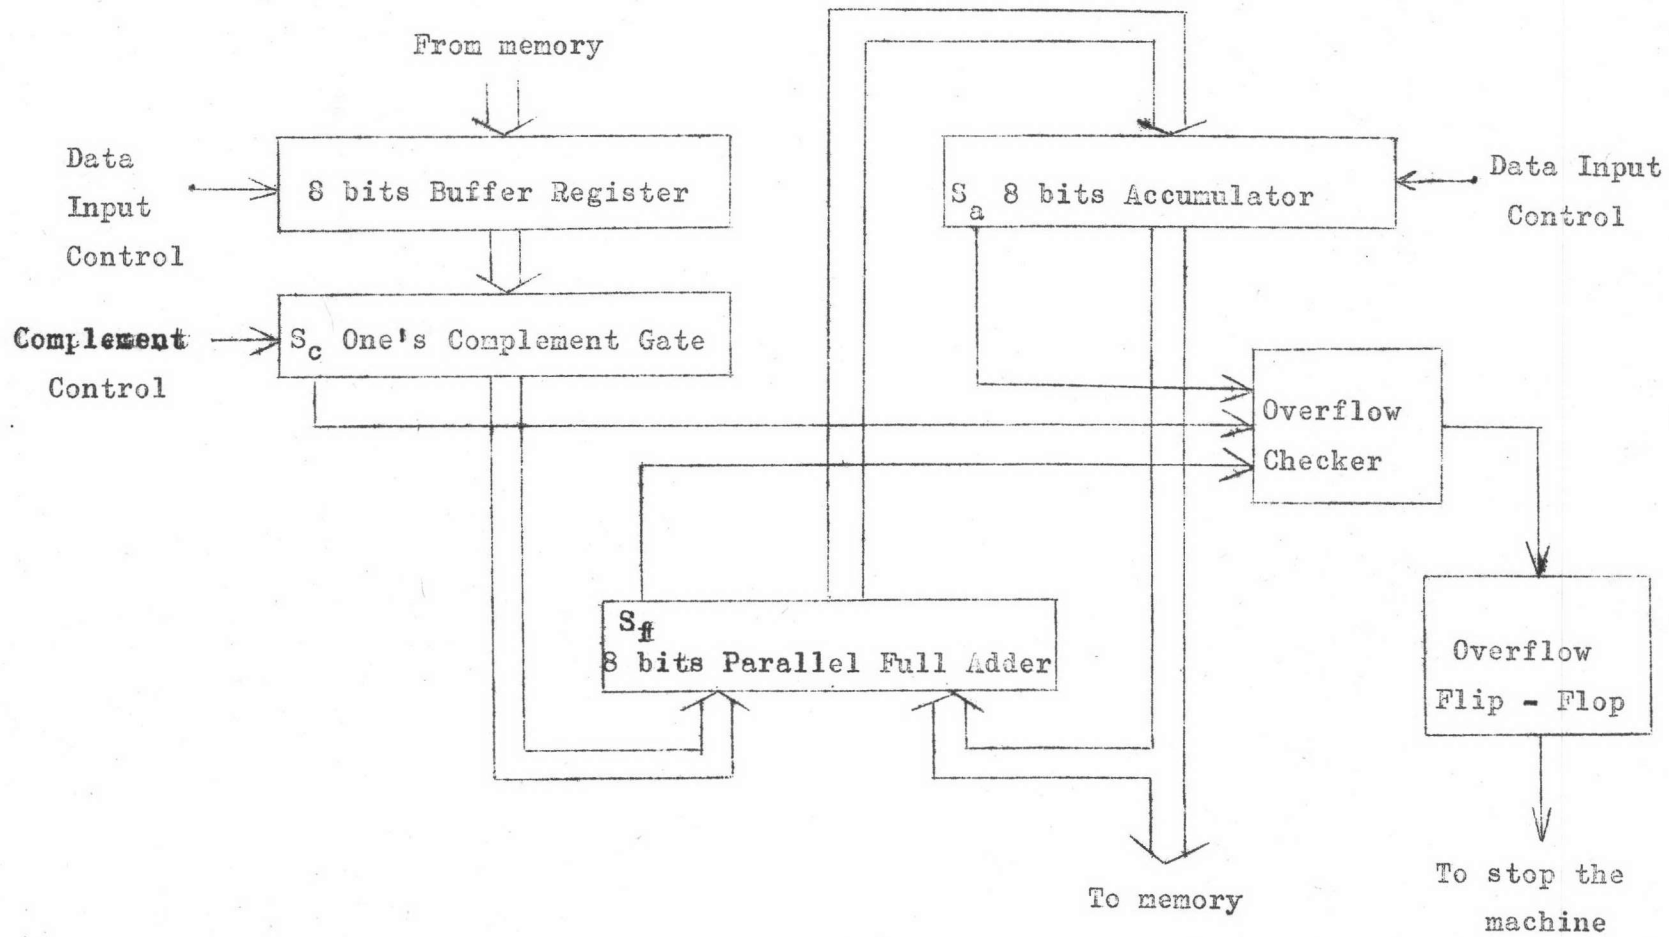 From memory
Data
Input
Control
8 bits Buffer Register
Sa 8 bits Accumulator
Data Input
Control
Complement
Control
Sc One's Complement Gate
Overflow
Checker
Sf
8 bits Parallel Full Adder
Overflow
Flip - Flop
To memory
To stop the
machine